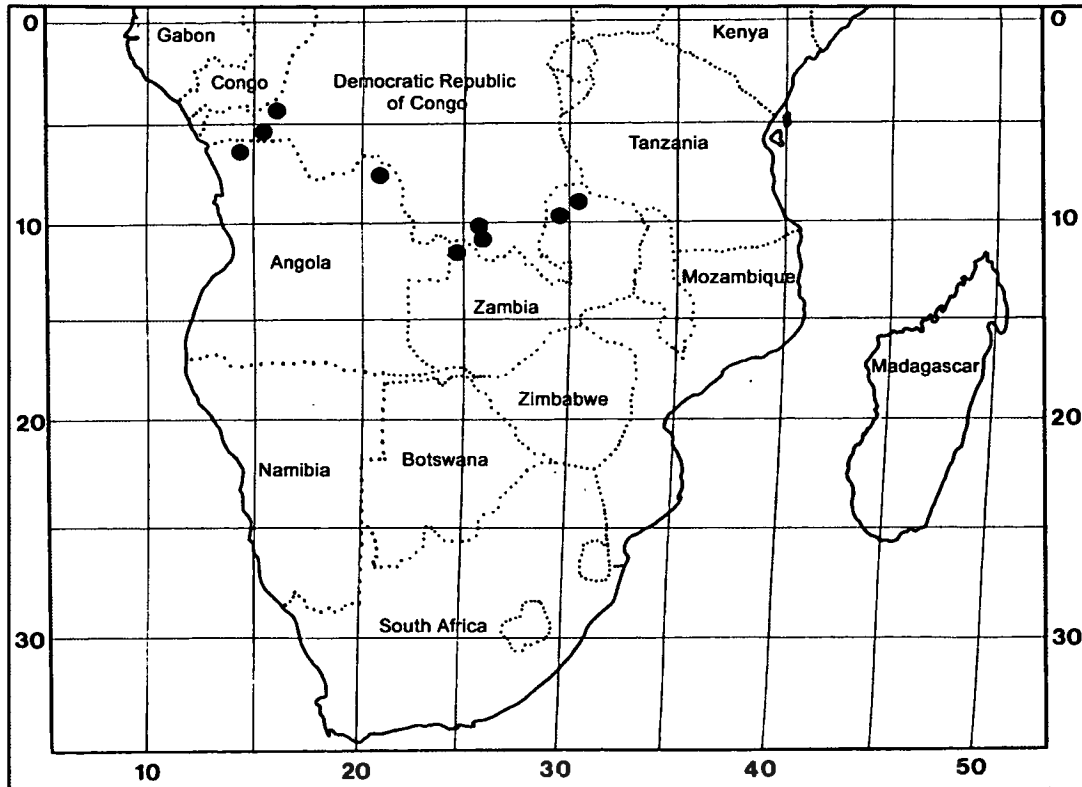 0
Gabon
Kenya
0
Congo
Democratic Republic
of Congo
Tanzania
10
10
Angola
Mozambique
Zambia
Madagascar
Zimbabwe
20
20
Namibia
Botswana
South Africa
30
30
10
20
30
40
50